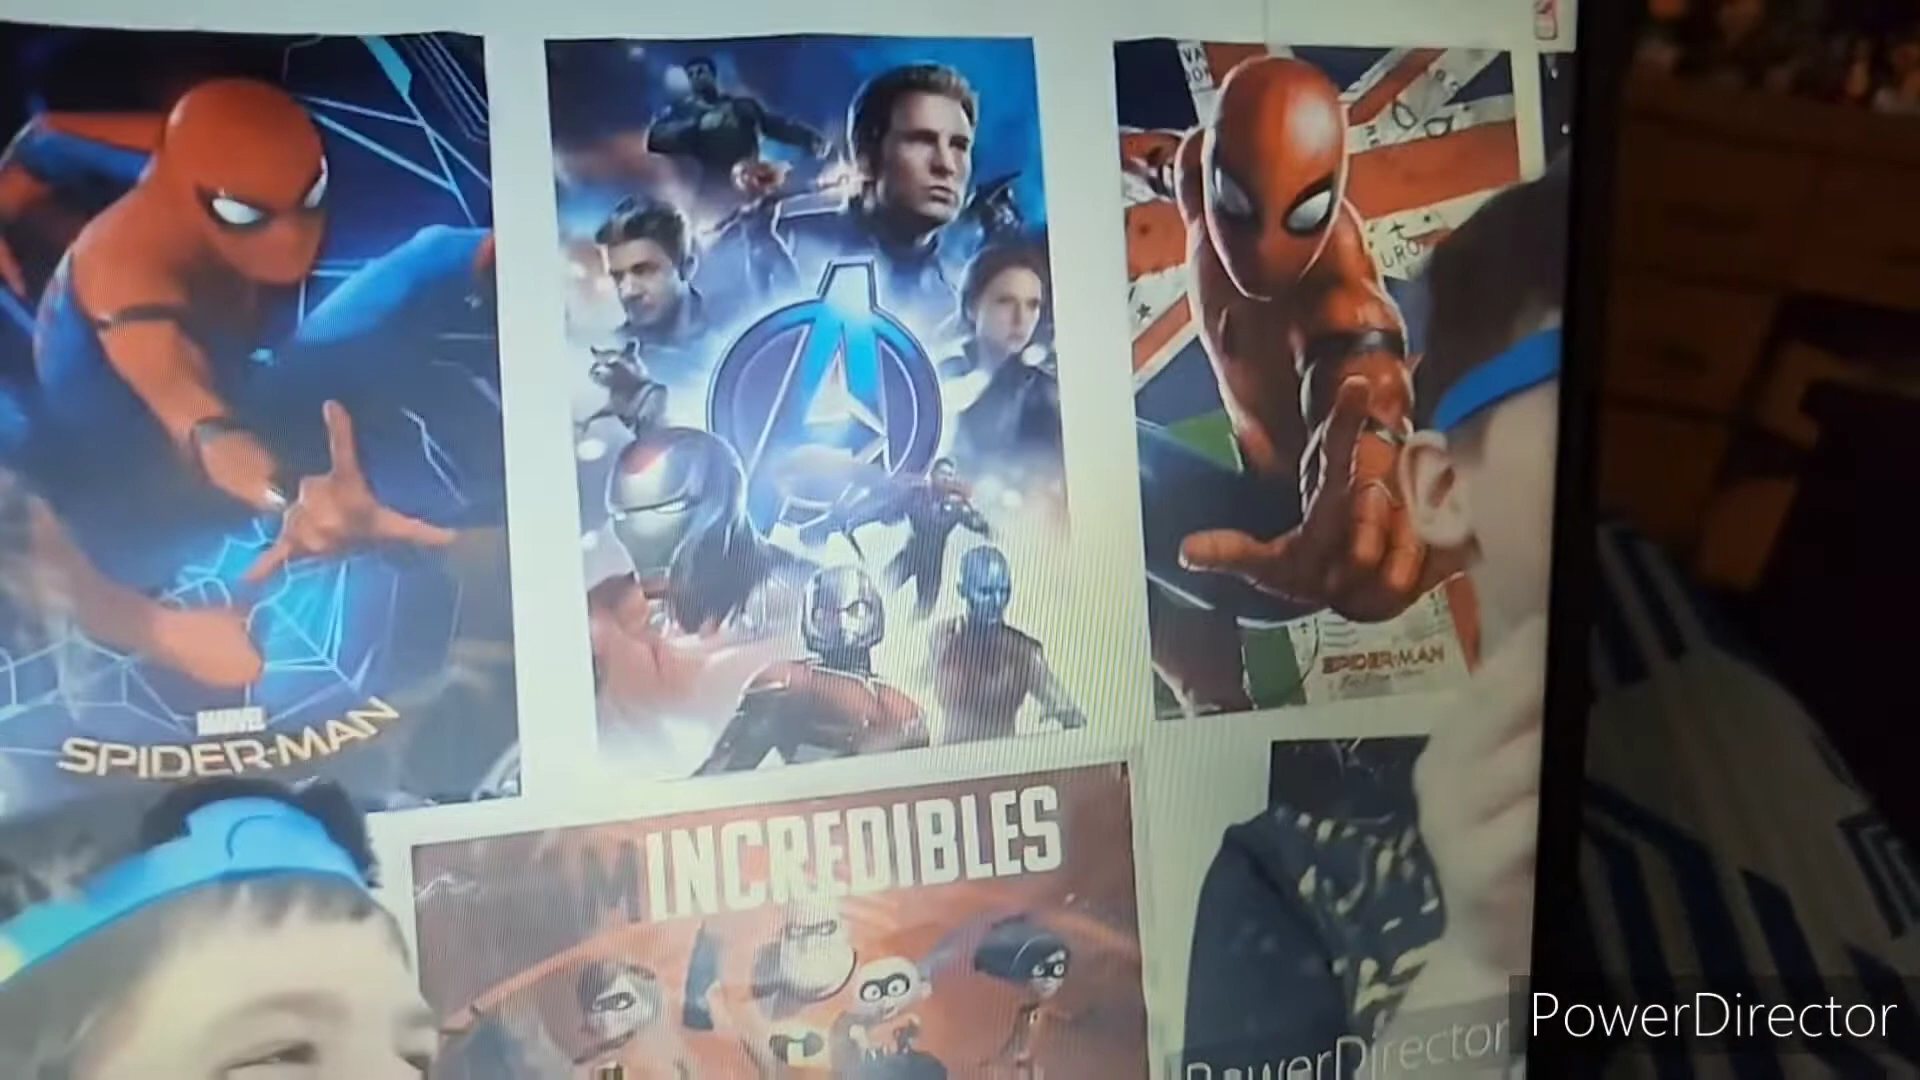 MARVEL
SPIDER-MAN
SPIDER-MAN
INCREDIBLES
PowerDirector
PowerDirector